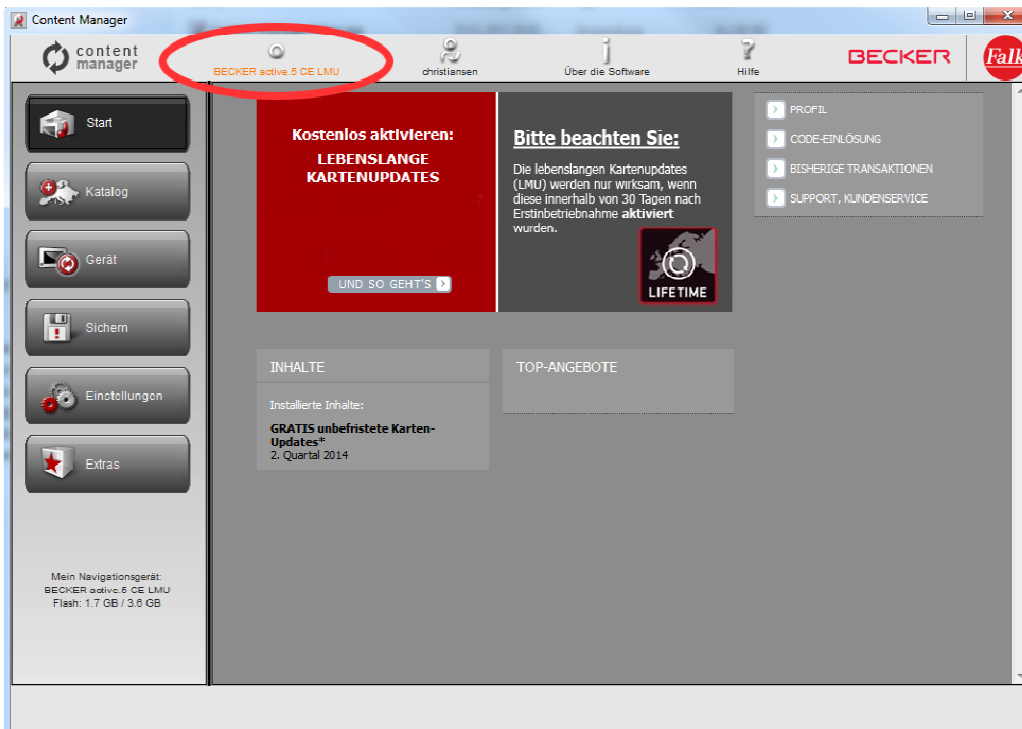 Content Manager
content
manager
BECKER active.5 CE LMU
christiansen
Über die Software
Hilfe
BECKER
Falk
Start
Katalog
Gerät
Sichern
Einstellungen
Extras
Mein Navigationsgerät:
BECKER active.5 CE LMU
Flash: 1.7 GB / 3.6 GB
Kostenlos aktivieren:
LEBENSLANGE
KARTENUPDATES
UND SO GEHT'S
Bitte beachten Sie:
Die lebenslangen Kartenupdates
(LMU) werden nur wirksam, wenn
diese innerhalb von 30 Tagen nach
Erstinbetriebnahme aktiviert
wurden.
LIFETIME
PROFIL
CODE-EINLÖSUNG
BISHERIGE TRANSAKTIONEN
SUPPORT, KUNDENSERVICE
INHALTE
Installierte Inhalte:
GRATIS unbefristete Karten-
Updates*
2. Quartal 2014
TOP-ANGEBOTE